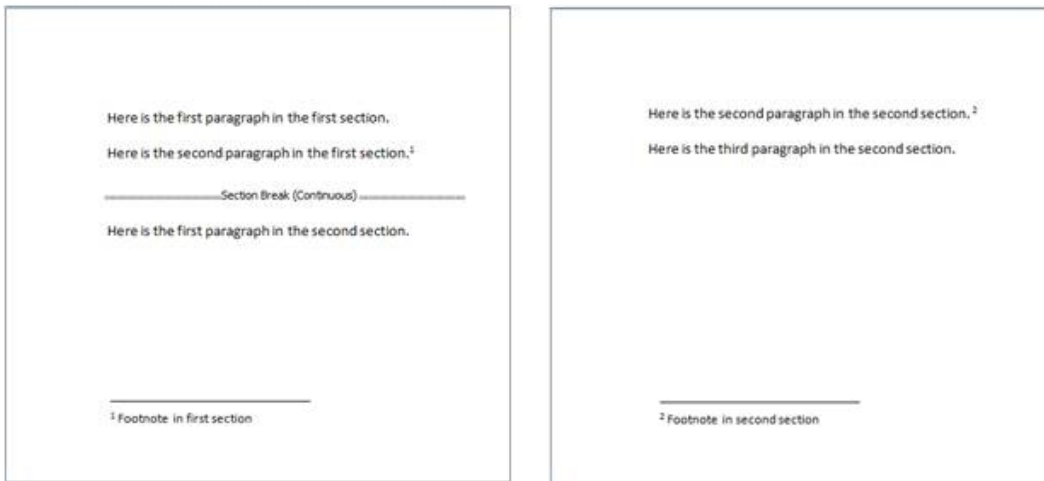 Here is the first paragraph in the first section.
Here is the second paragraph in the first section.¹
Section Break (Continuous)
Here is the first paragraph in the second section.
¹ Footnote in first section
Here is the second paragraph in the second section. ²
Here is the third paragraph in the second section.
² Footnote in second section